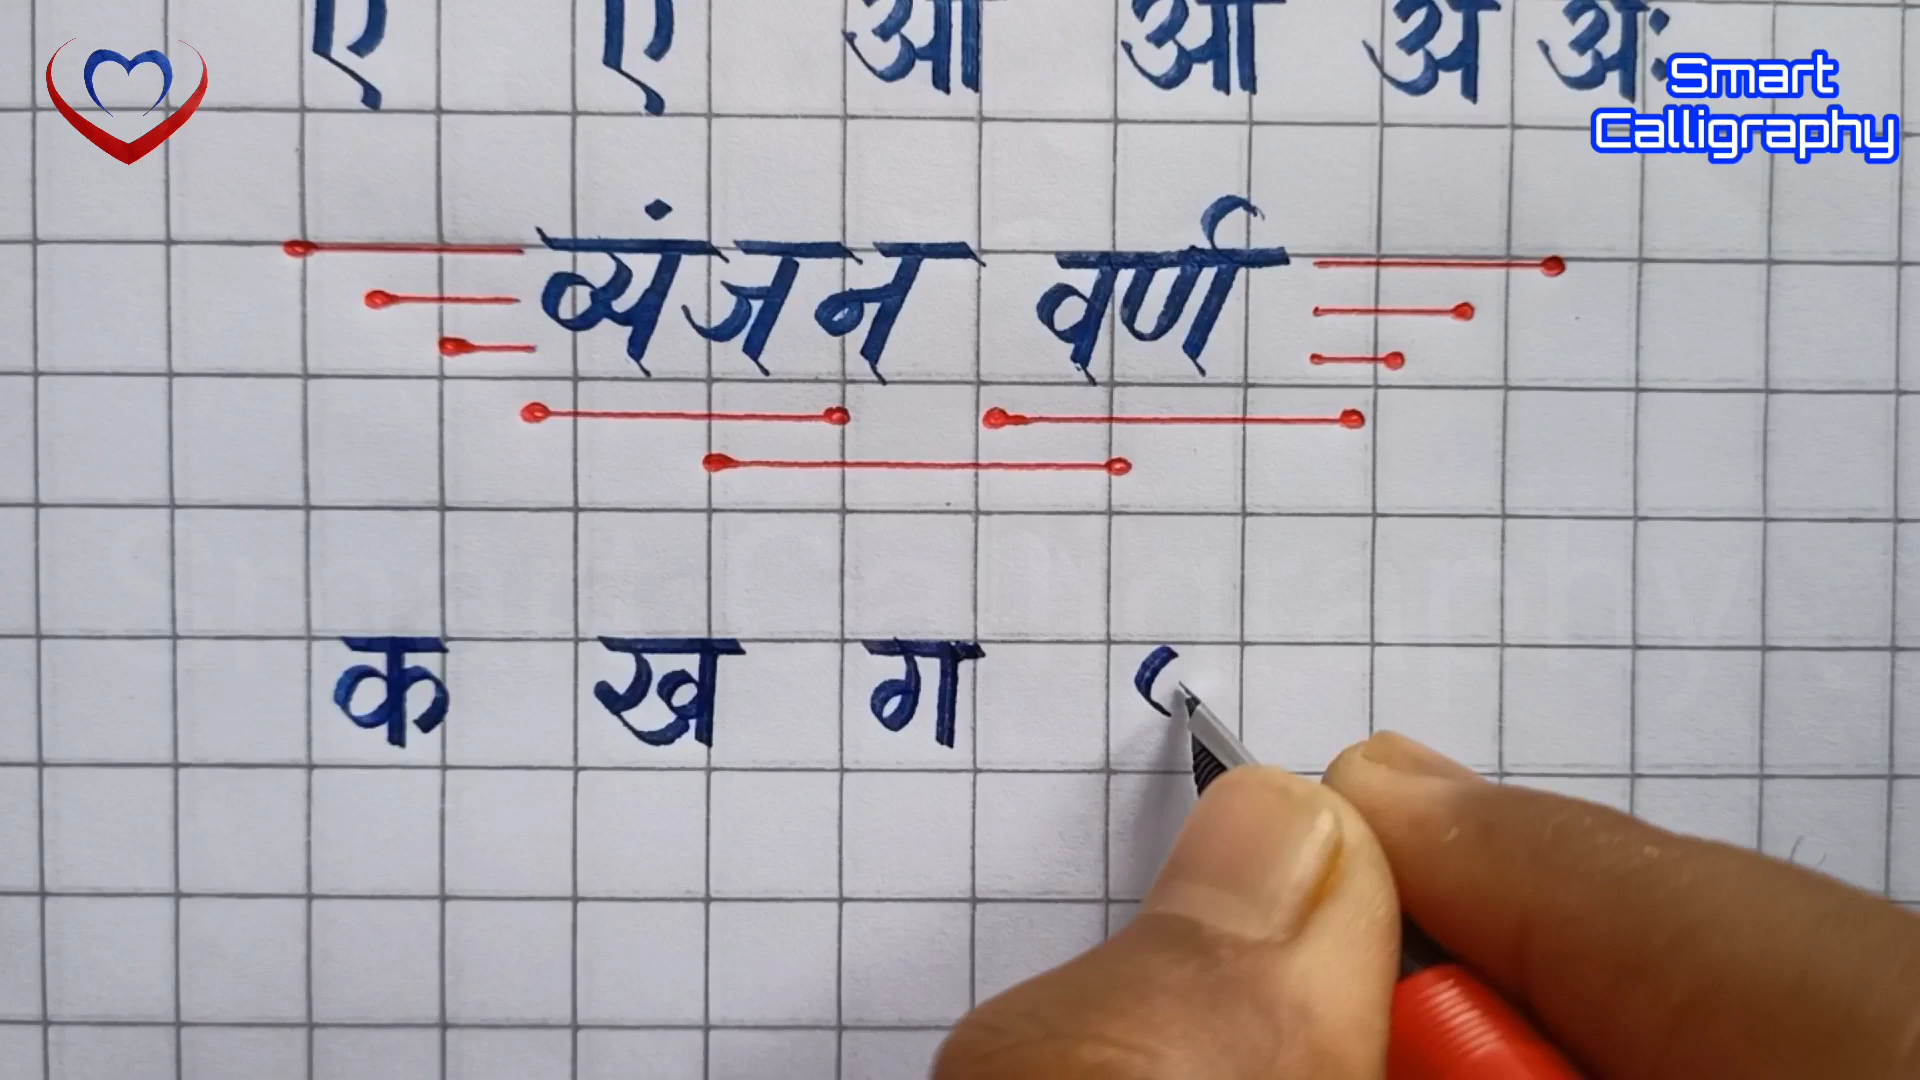 ए ए
अ अः
Smart
Calligraphy
व्यंजन वर्ण
क ख ग